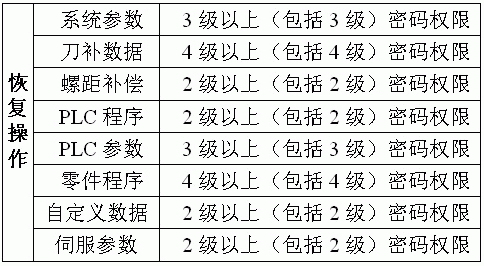 恢复操作
系统参数 3级以上（包括3级）密码权限
刀补数据 4级以上（包括4级）密码权限
螺距补偿 2级以上（包括2级）密码权限
PLC 程序 2级以上（包括2级）密码权限
PLC 参数 3级以上（包括3级）密码权限
零件程序 4级以上（包括4级）密码权限
自定义数据 2级以上（包括2级）密码权限
伺服参数 2级以上（包括2级）密码权限